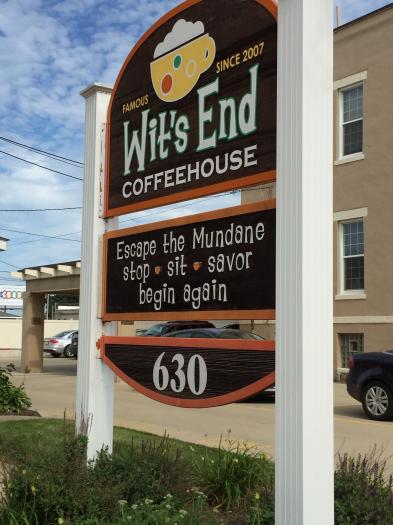 FAMOUS
SINCE 2007
Wit's End
COFFEEHOUSE
Escape the Mundane
stop sit savor
begin again
630